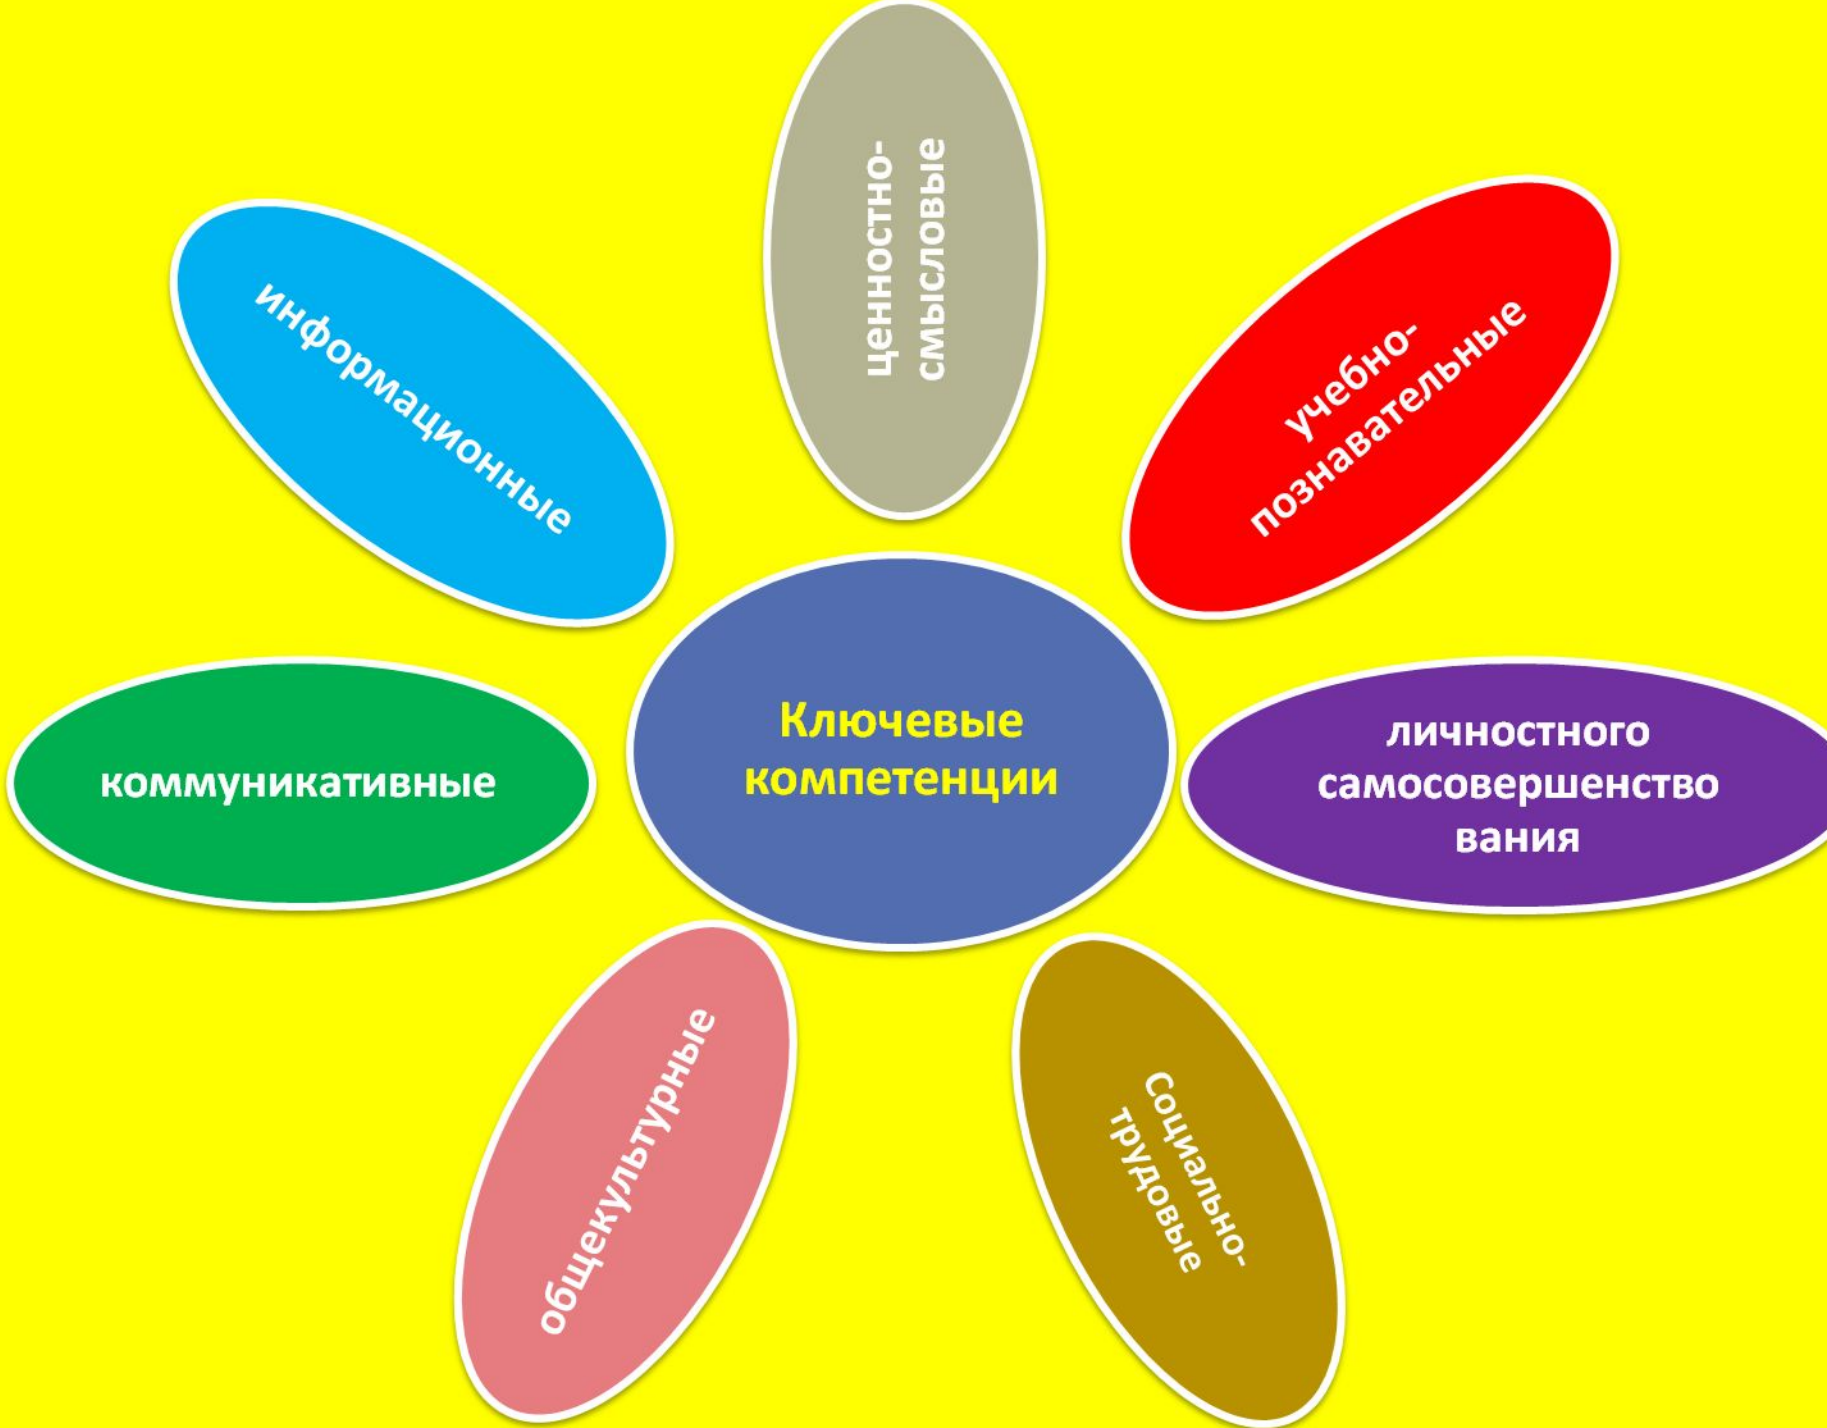 ценностно-
смысловые
информационные
учебно-
познавательные
Ключевые
компетенции
коммуникативные
личностного
самосовершенство
вания
общекультурные
Социально-
трудовые